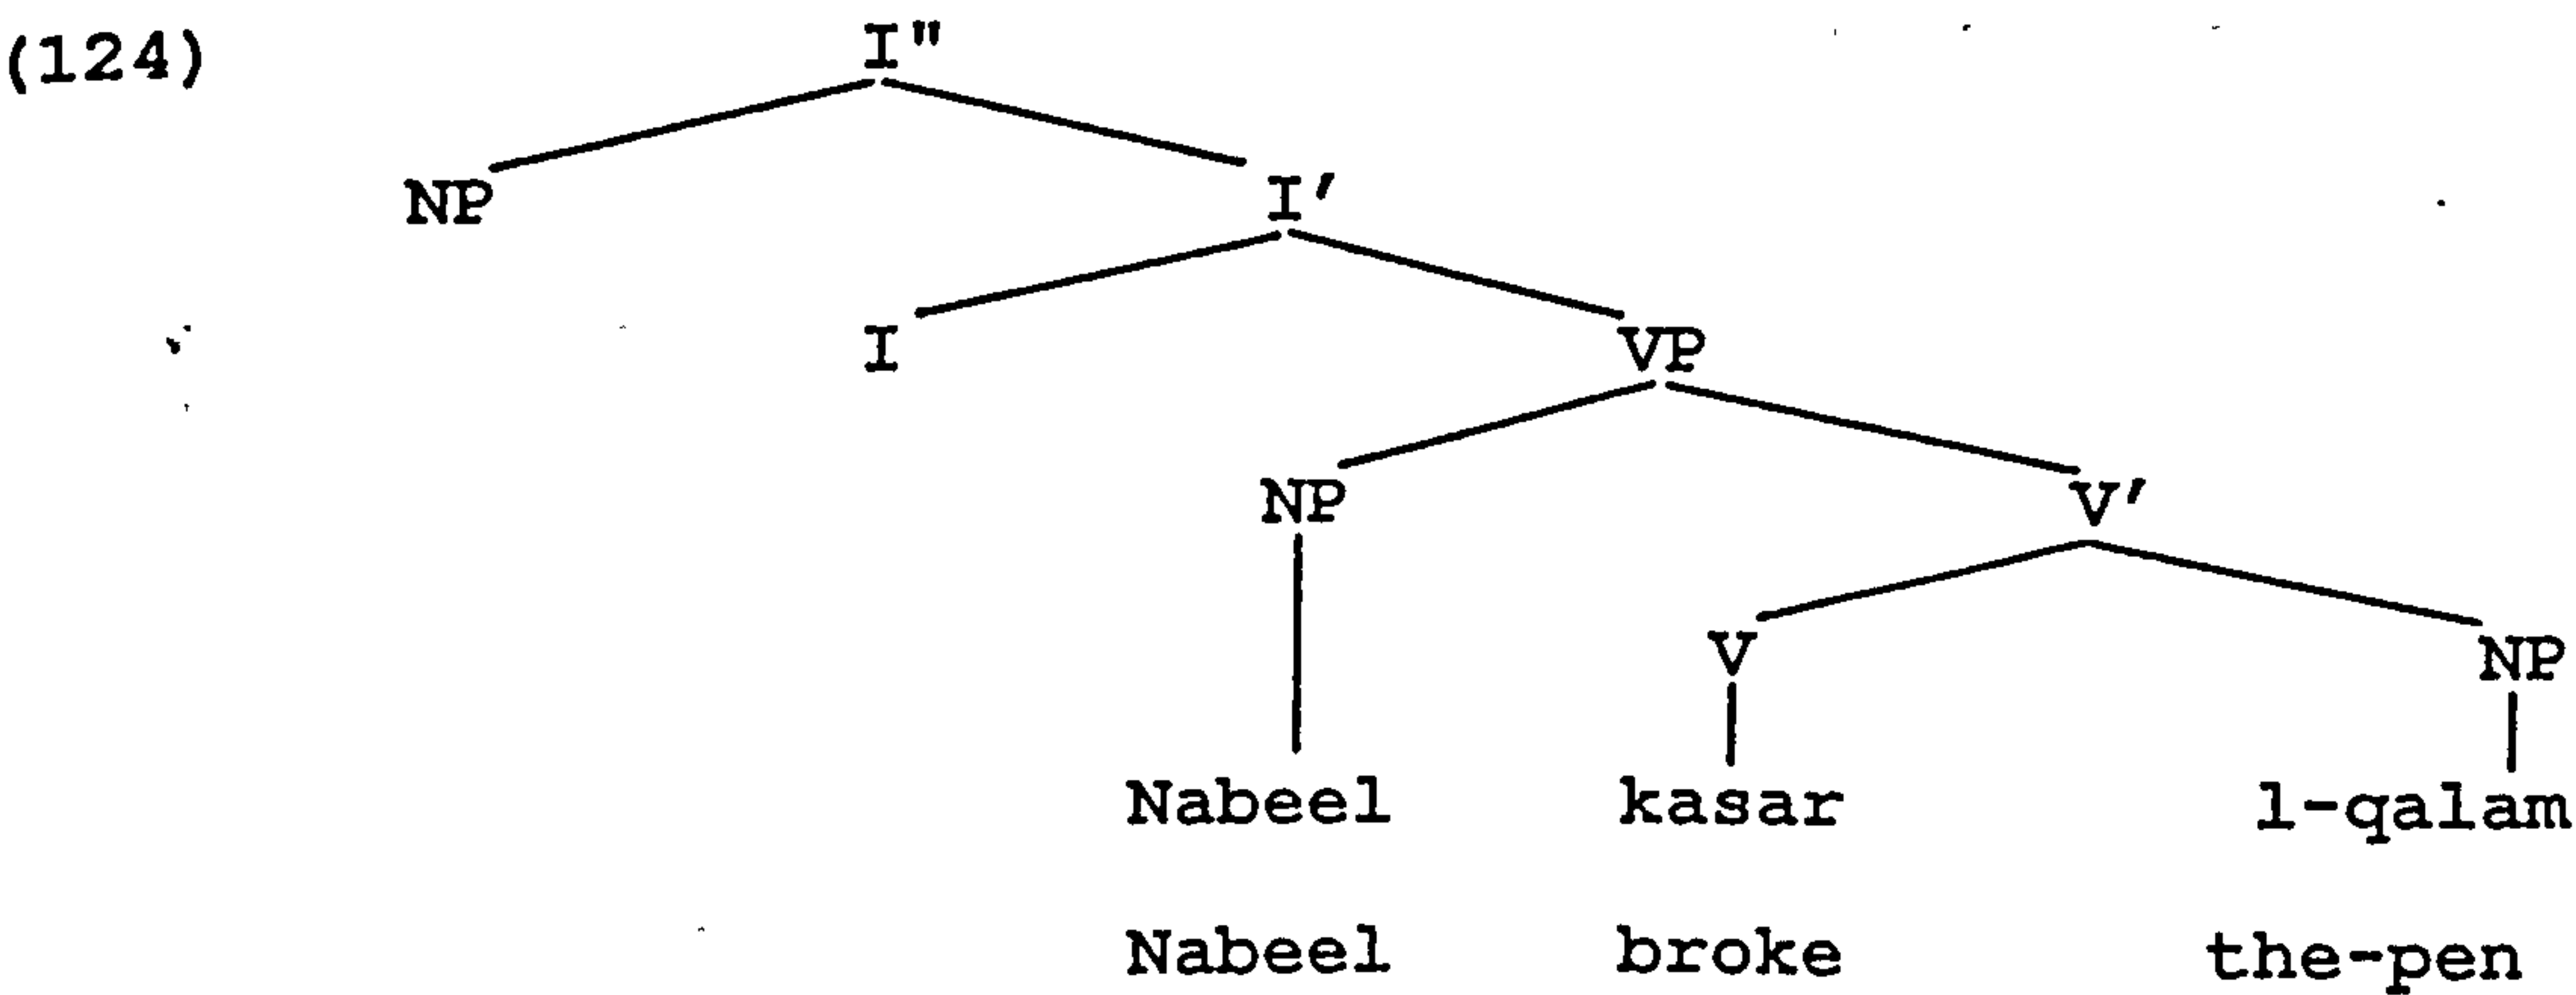 (124) I"
NP I'
I VP
NP V'
V NP
Nabeel kasar l-qalam
Nabeel broke the-pen